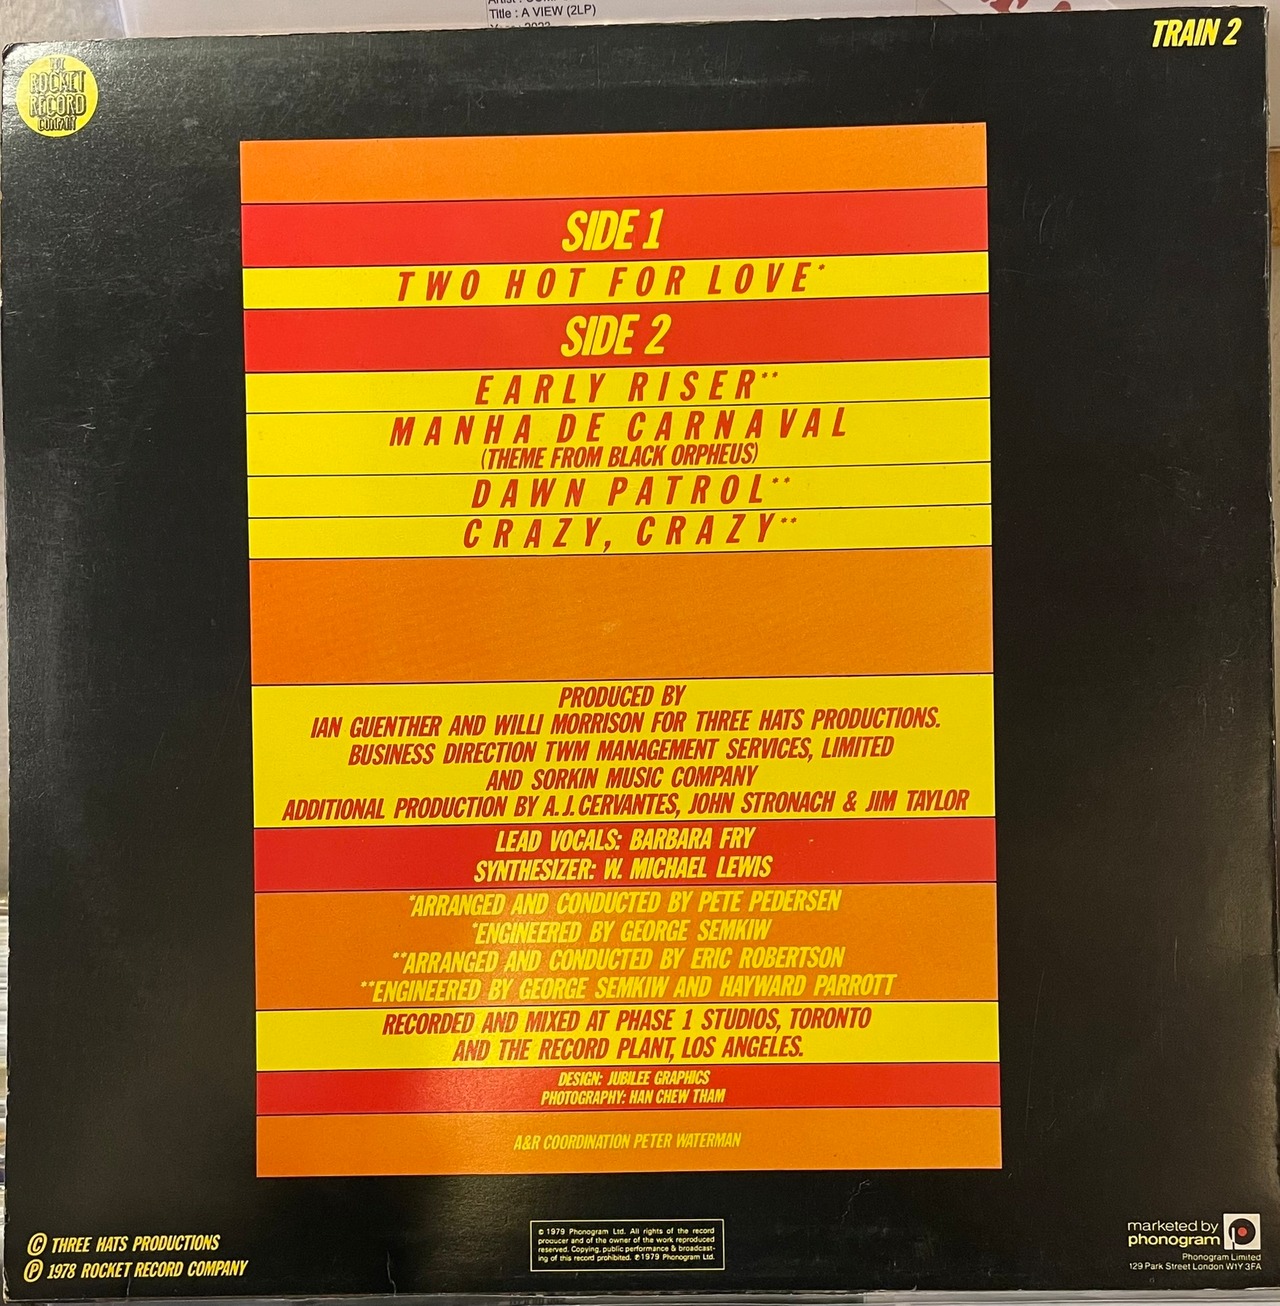 Title : A VIEW (2LP)
TRAIN 2
THE
ROCKET
RECORD
COMPANY
SIDE 1
TWO HOT FOR LOVE*
SIDE 2
EARLY RISER**
MANHA DE CARNAVAL
(THEME FROM BLACK ORPHEUS)
DAWN PATROL**
CRAZY, CRAZY**
PRODUCED BY
IAN GUENTHER AND WILLI MORRISON FOR THREE HATS PRODUCTIONS.
BUSINESS DIRECTION TWM MANAGEMENT SERVICES, LIMITED
AND SORKIN MUSIC COMPANY
ADDITIONAL PRODUCTION BY A.J. CERVANTES, JOHN STRONACH & JIM TAYLOR
LEAD VOCALS: BARBARA FRY
SYNTHESIZER: W. MICHAEL LEWIS
*ARRANGED AND CONDUCTED BY PETE PEDERSEN
*ENGINEERED BY GEORGE SEMKIW
**ARRANGED AND CONDUCTED BY ERIC ROBERTSON
**ENGINEERED BY GEORGE SEMKIW AND HAYWARD PARROTT
RECORDED AND MIXED AT PHASE 1 STUDIOS, TORONTO
AND THE RECORD PLANT, LOS ANGELES.
DESIGN: JUBILEE GRAPHICS
PHOTOGRAPHY: HAN CHEW THAM
A&R COORDINATION PETER WATERMAN
© THREE HATS PRODUCTIONS
℗ 1978 ROCKET RECORD COMPANY
© 1979 Phonogram Ltd. All rights of the record
producer and of the owner of the work reproduced
reserved. Copying, public performance & broadcast-
ing of this record prohibited. ℗ 1979 Phonogram Ltd.
marketed by
phonogram
Phonogram Limited
129 Park Street London W1Y 3FA